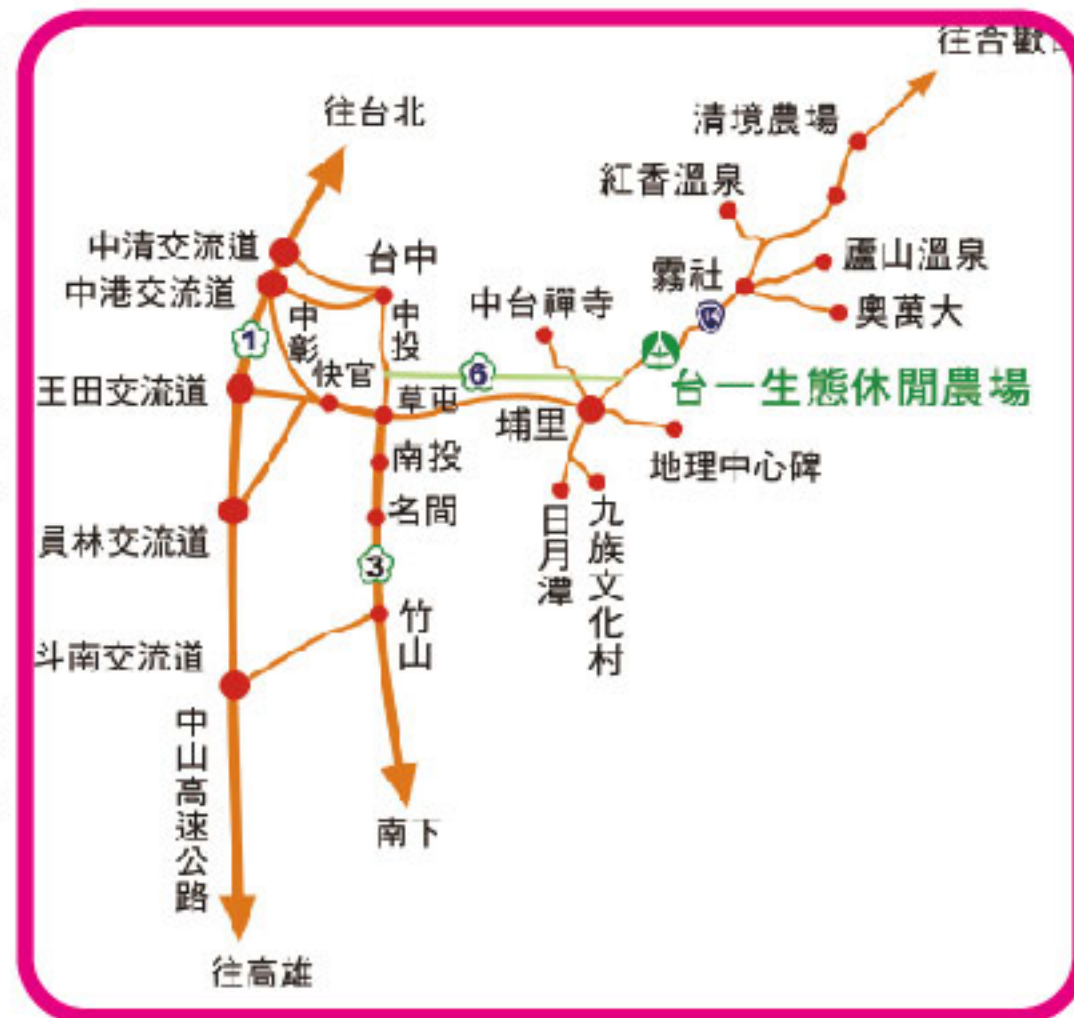 往合歡
往台北
清境農場
紅香溫泉
中清交流道
台中
霧社
蘆山溫泉
中港交流道
中台禪寺
奧萬大
中彰
中投
1
快官
6
14
台一生態休閒農場
王田交流道
草屯
埔里
南投
地理中心碑
名間
日月潭
九族文化村
員林交流道
3
竹山
斗南交流道
中山高速公路
南下
往高雄